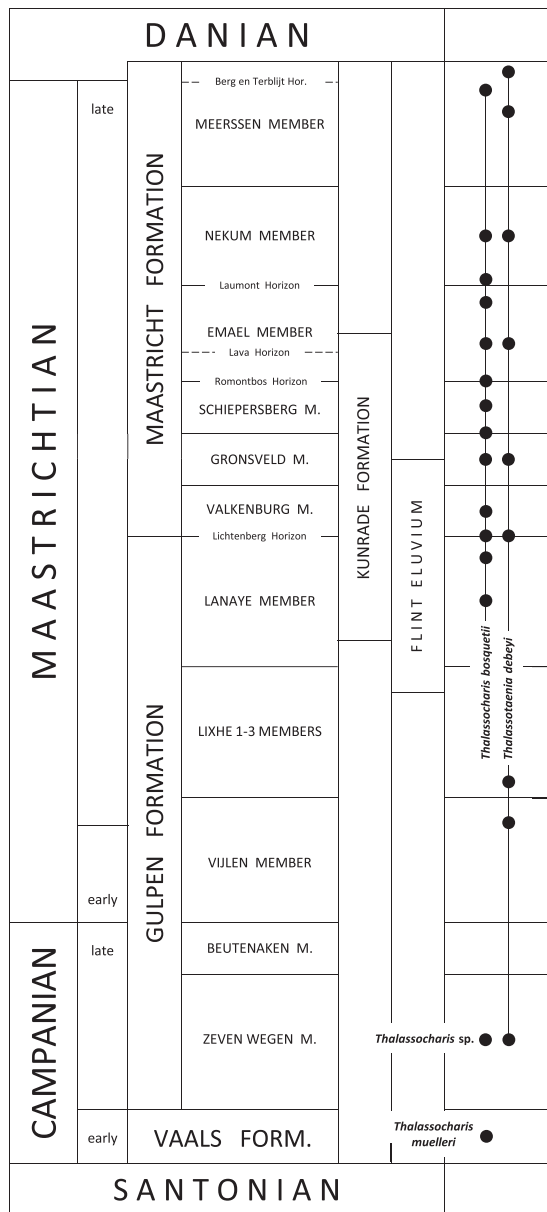 DANIAN
MAASTRICHTIAN
late
early
CAMPANIAN
late
early
MAASTRICHT FORMATION
GULPEN FORMATION
Berg en Terblijt Hor.
MEERSSEN MEMBER
NEKUM MEMBER
Laumont Horizon
EMAEL MEMBER
Lava Horizon
Romontbos Horizon
SCHIEPERSBERG M.
GRONSVELD M.
VALKENBURG M.
Lichtenberg Horizon
LANAYE MEMBER
LIXHE 1-3 MEMBERS
VIJLEN MEMBER
BEUTENAKEN M.
ZEVEN WEGEN M.
VAALS FORM.
KUNRADE FORMATION
FLINT ELUVIUM
Thalassocharis bosquetii
Thalassotaenia debeyi
Thalassocharis sp.
Thalassocharis
muelleri
SANTONIAN